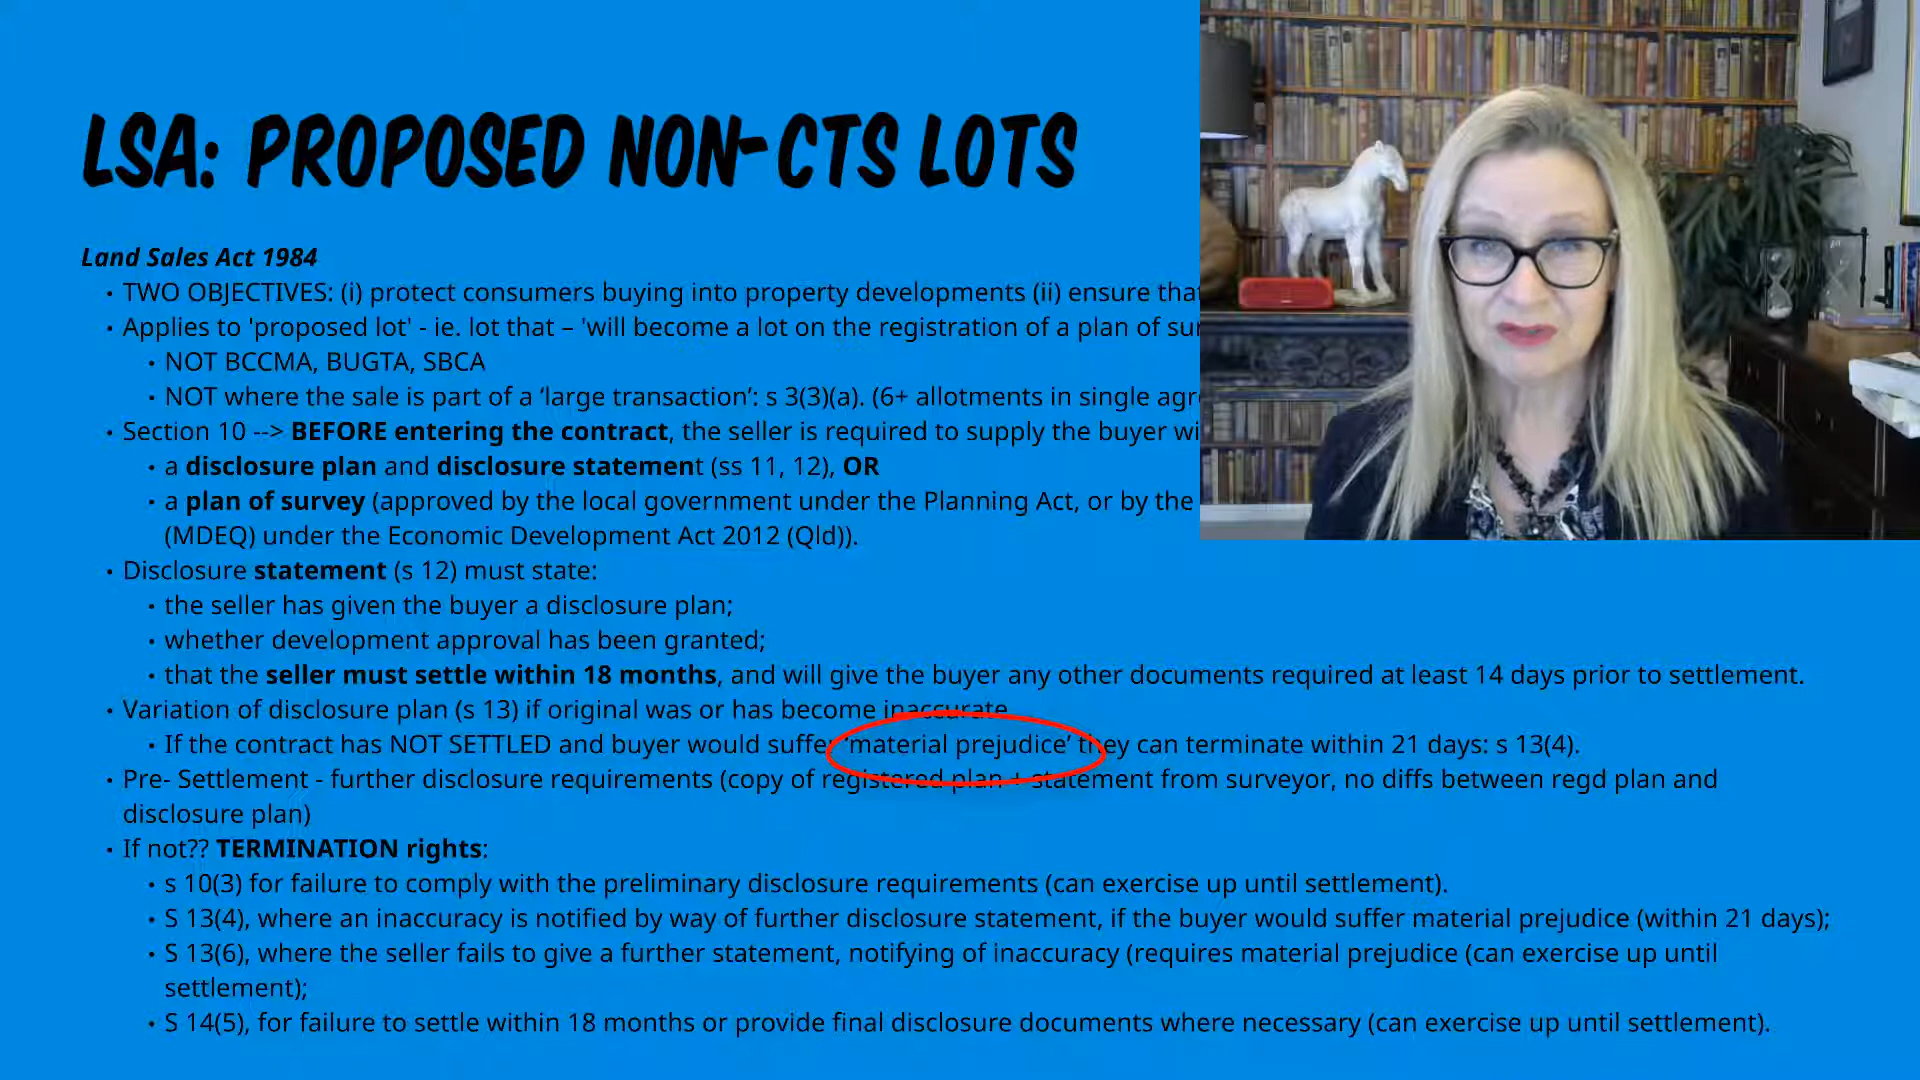 LSA: PROPOSED NON-CTS LOTS
Land Sales Act 1984
• TWO OBJECTIVES: (i) protect consumers buying into property developments (ii) ensure that
• Applies to 'proposed lot' - ie. lot that – 'will become a lot on the registration of a plan of
• NOT BCCMA, BUGTA, SBCA
• NOT where the sale is part of a ‘large transaction’: s 3(3)(a). (6+ allotments in single
• Section 10 --> BEFORE entering the contract, the seller is required to supply the buyer
• a disclosure plan and disclosure statement (ss 11, 12), OR
• a plan of survey (approved by the local government under the Planning Act, or by the
(MDEQ) under the Economic Development Act 2012 (Qld)).
• Disclosure statement (s 12) must state:
• the seller has given the buyer a disclosure plan;
• whether development approval has been granted;
• that the seller must settle within 18 months, and will give the buyer any other documents required at least 14 days prior to settlement.
• Variation of disclosure plan (s 13) if original was or has become inaccurate
• If the contract has NOT SETTLED and buyer would suffer ‘material prejudice’ they can terminate within 21 days: s 13(4).
• Pre- Settlement - further disclosure requirements (copy of registered plan + statement from surveyor, no diffs between regd plan and
disclosure plan)
• If not?? TERMINATION rights:
• s 10(3) for failure to comply with the preliminary disclosure requirements (can exercise up until settlement).
• S 13(4), where an inaccuracy is notified by way of further disclosure statement, if the buyer would suffer material prejudice (within 21 days);
• S 13(6), where the seller fails to give a further statement, notifying of inaccuracy (requires material prejudice (can exercise up until
settlement);
• S 14(5), for failure to settle within 18 months or provide final disclosure documents where necessary (can exercise up until settlement).